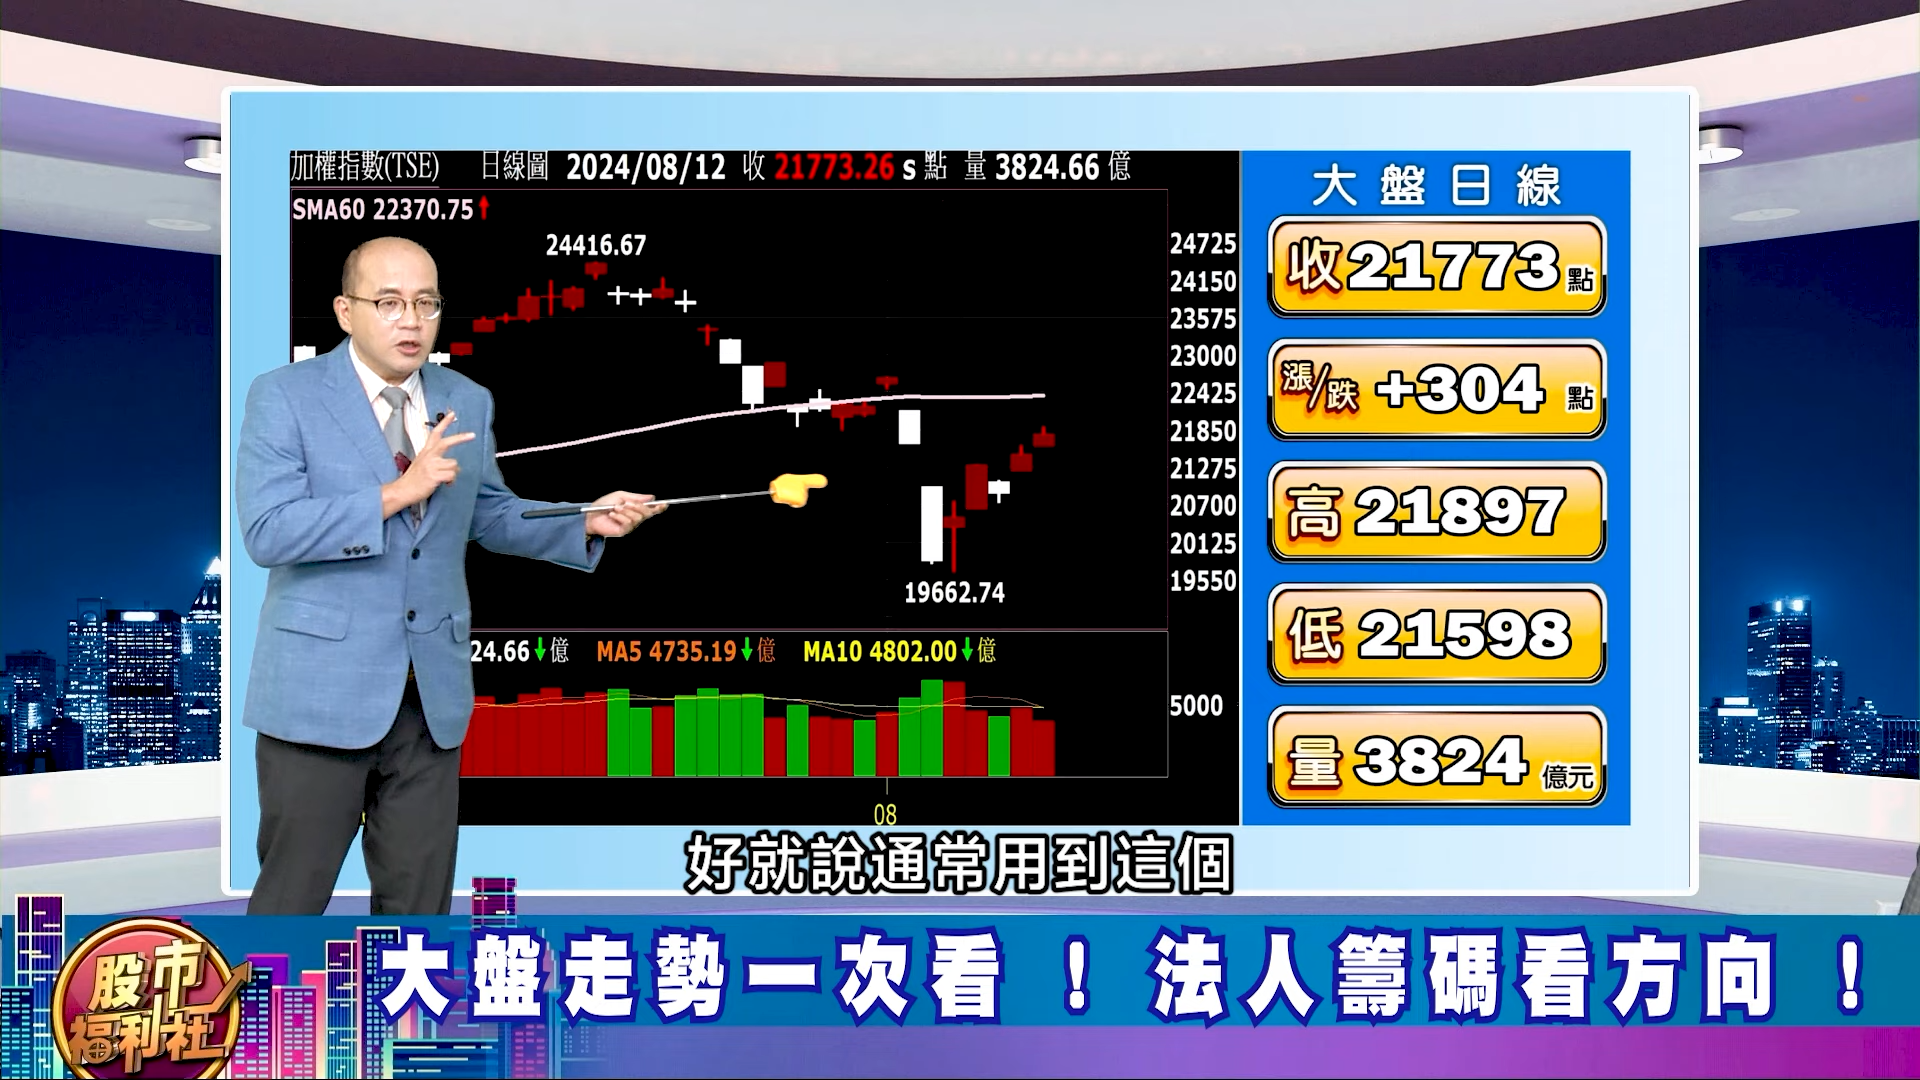 加權指數(TSE) 日線圖 2024/08/12 收 21773.26 s 點 量 3824.66 億
SMA60 22370.75
24416.67
24725
24150
23575
23000
22425
21850
21275
20700
20125
19550
19662.74
24.66 億 MA5 4735.19 億 MA10 4802.00 億
5000
08
大盤日線
收 21773 點
漲/跌 +304 點
高 21897
低 21598
量 3824 億元
好就說通常用到這個
股市
福利社
大盤走勢一次看！法人籌碼看方向！